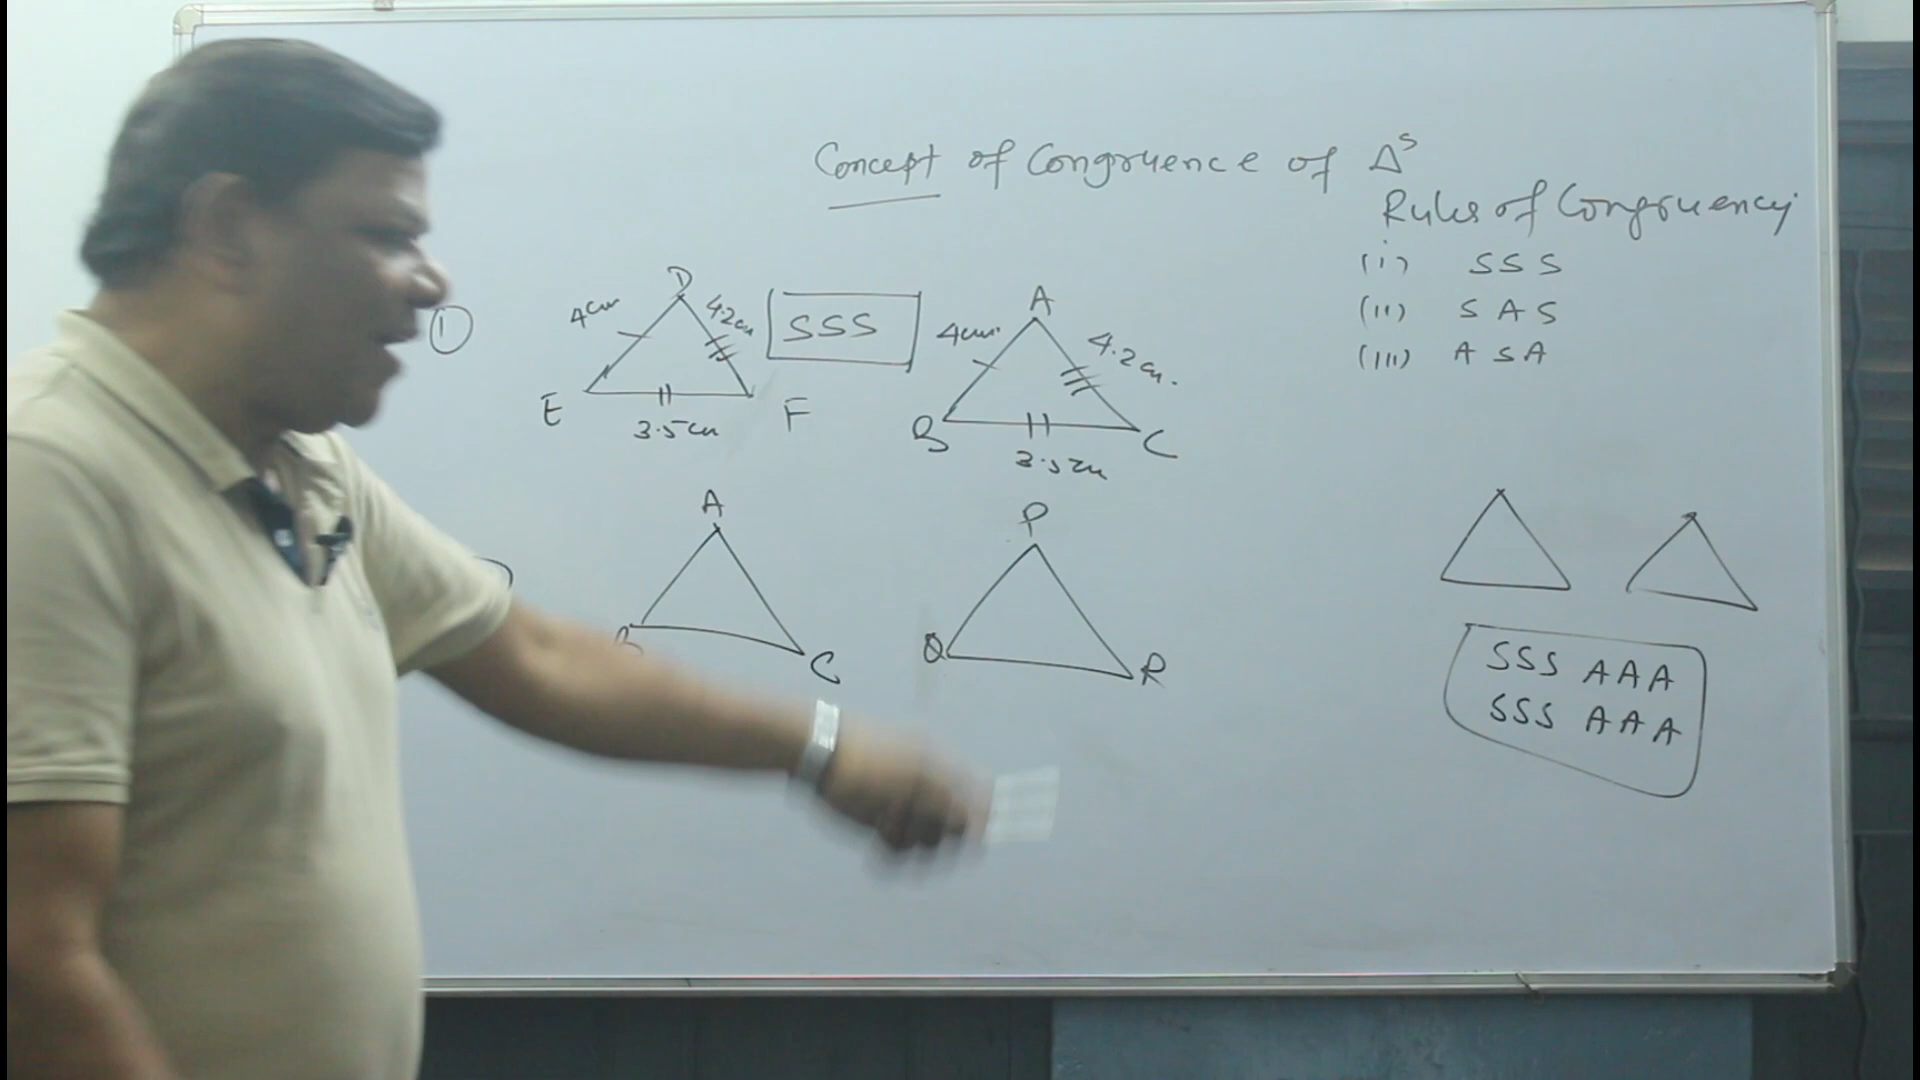 Concept of Congruence of Δs
Rules of Congruency
(i) SSS
(ii) SAS
(iii) ASA
1
D
4cm
4.2cm
E
F
3.5cm
SSS
A
4cm.
4.2cm.
B
C
3.5cm
A
C
P
Q
R
SSS AAA
SSS AAA